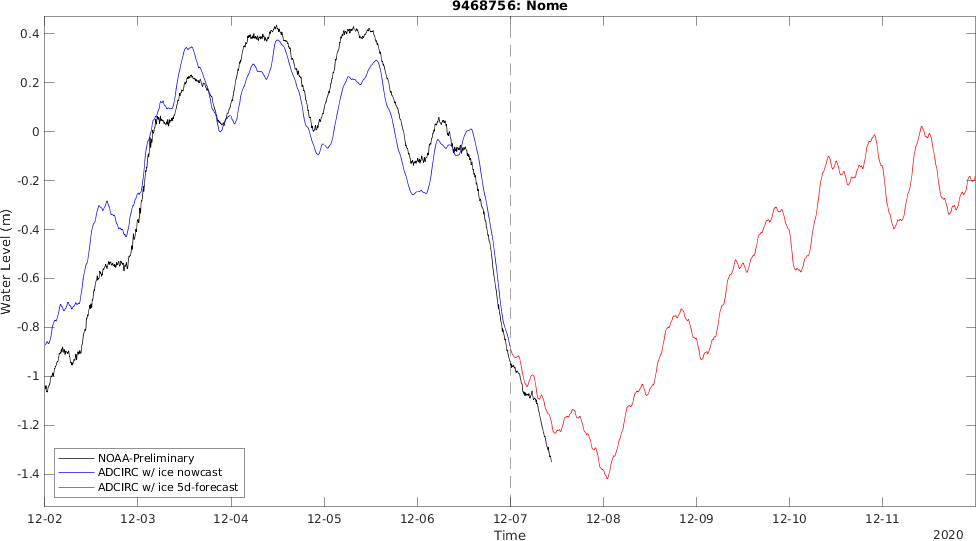 9468756: Nome
Water Level (m)
0.4
0.2
0
-0.2
-0.4
-0.6
-0.8
-1
-1.2
-1.4
NOAA-Preliminary
ADCIRC w/ ice nowcast
ADCIRC w/ ice 5d-forecast
12-02 12-03 12-04 12-05 12-06 12-07 12-08 12-09 12-10 12-11
Time
2020